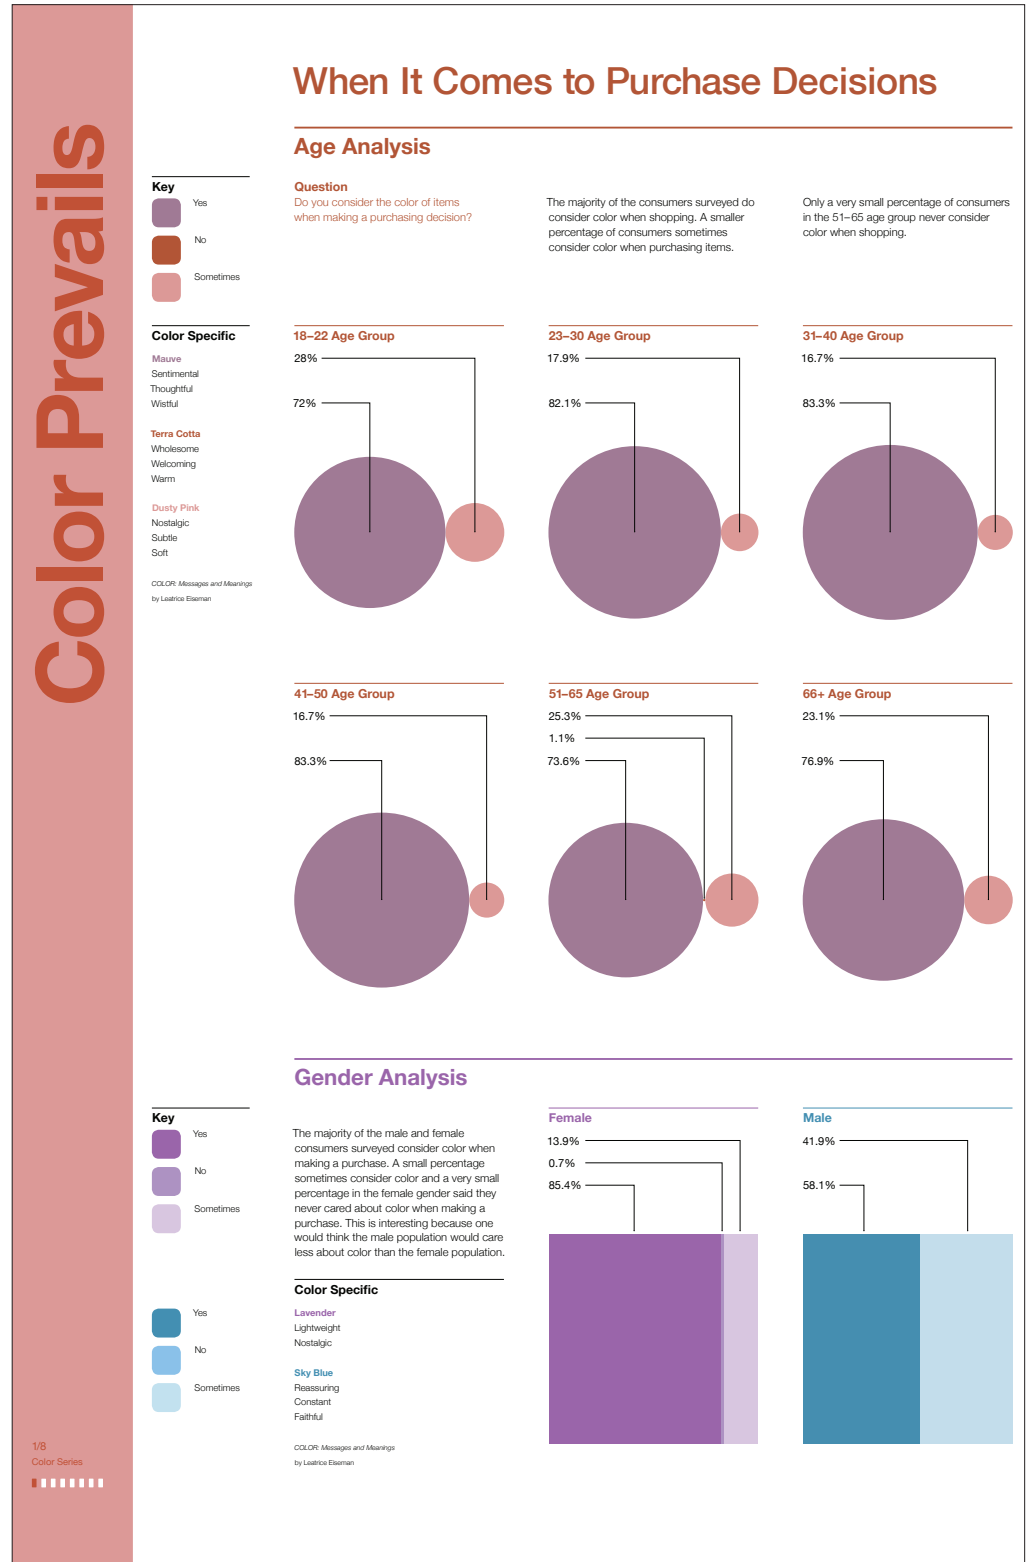 Color Prevails
When It Comes to Purchase Decisions
Age Analysis
Key
Yes
No
Sometimes
Question
Do you consider the color of items
when making a purchasing decision?
The majority of the consumers surveyed do
consider color when shopping. A smaller
percentage of consumers sometimes
consider color when purchasing items.
Only a very small percentage of consumers
in the 51–65 age group never consider
color when shopping.
Color Specific
Mauve
Sentimental
Thoughtful
Wistful
Terra Cotta
Wholesome
Welcoming
Warm
Dusty Pink
Nostalgic
Subtle
Soft
COLOR: Messages and Meanings
by Leatrice Eiseman
18–22 Age Group
28%
72%
23–30 Age Group
17.9%
82.1%
31–40 Age Group
16.7%
83.3%
41–50 Age Group
16.7%
83.3%
51–65 Age Group
25.3%
1.1%
73.6%
66+ Age Group
23.1%
76.9%
Gender Analysis
Key
Yes
No
Sometimes
Yes
No
Sometimes
The majority of the male and female
consumers surveyed consider color when
making a purchase. A small percentage
sometimes consider color and a very small
percentage in the female gender said they
never cared about color when making a
purchase. This is interesting because one
would think the male population would care
less about color than the female population.
Color Specific
Lavender
Lightweight
Nostalgic
Sky Blue
Reassuring
Constant
Faithful
COLOR: Messages and Meanings
by Leatrice Eiseman
Female
13.9%
0.7%
85.4%
Male
41.9%
58.1%
1/8
Color Series